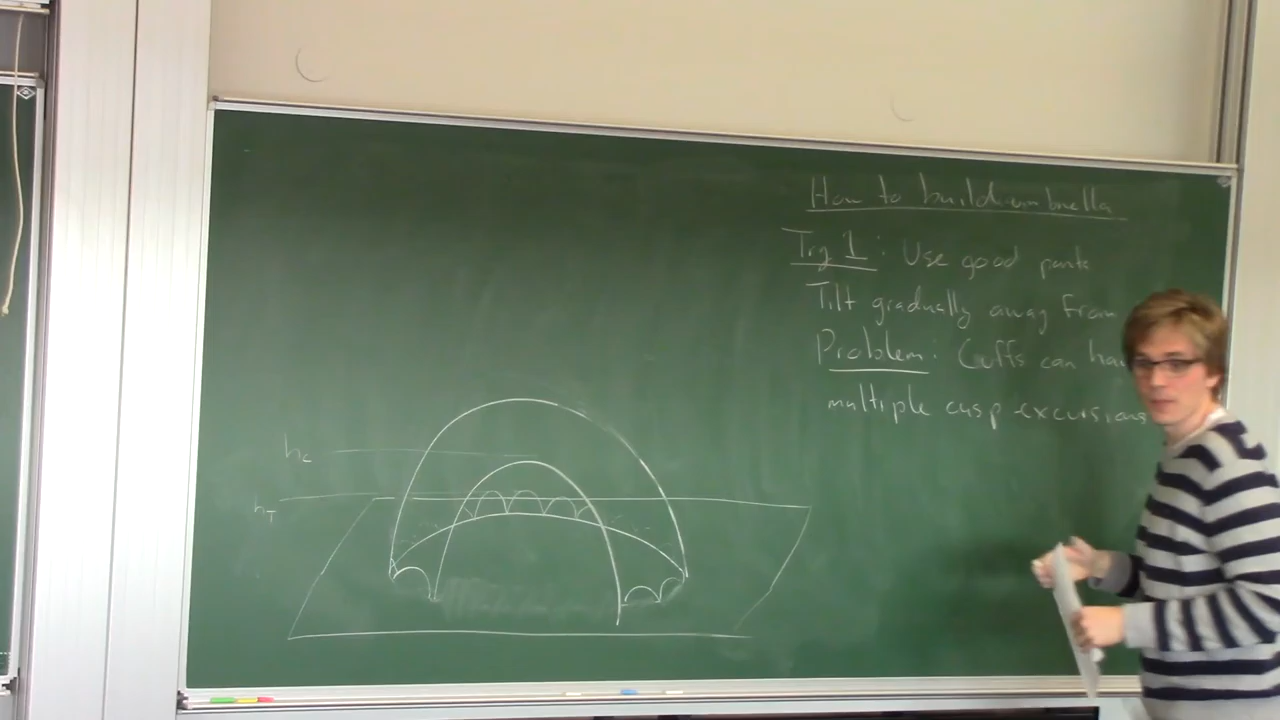 How to build umbrella
Try 1: Use good pants
Tilt gradually away from
Problem: Cuffs can
multiple cusp excursions
h_c
h_T